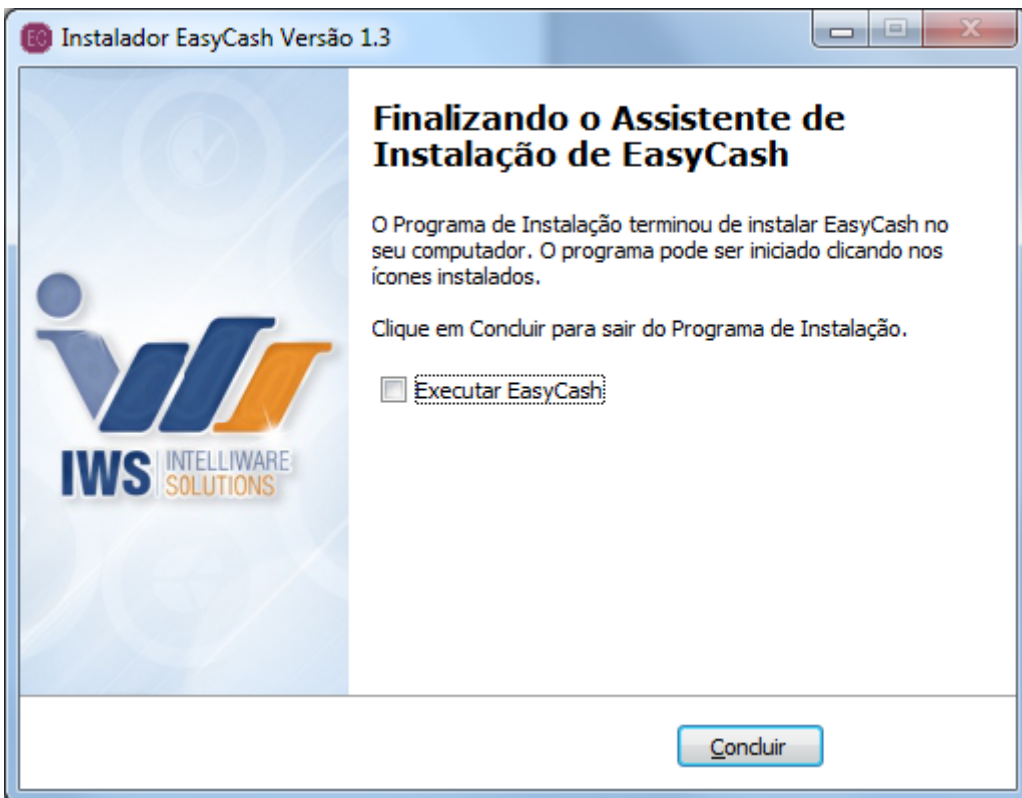 EC Instalador EasyCash Versão 1.3
Finalizando o Assistente de
Instalação de EasyCash
O Programa de Instalação terminou de instalar EasyCash no
seu computador. O programa pode ser iniciado clicando nos
ícones instalados.
Clique em Concluir para sair do Programa de Instalação.
Executar EasyCash
IWS INTELLIWARE
SOLUTIONS
Concluir